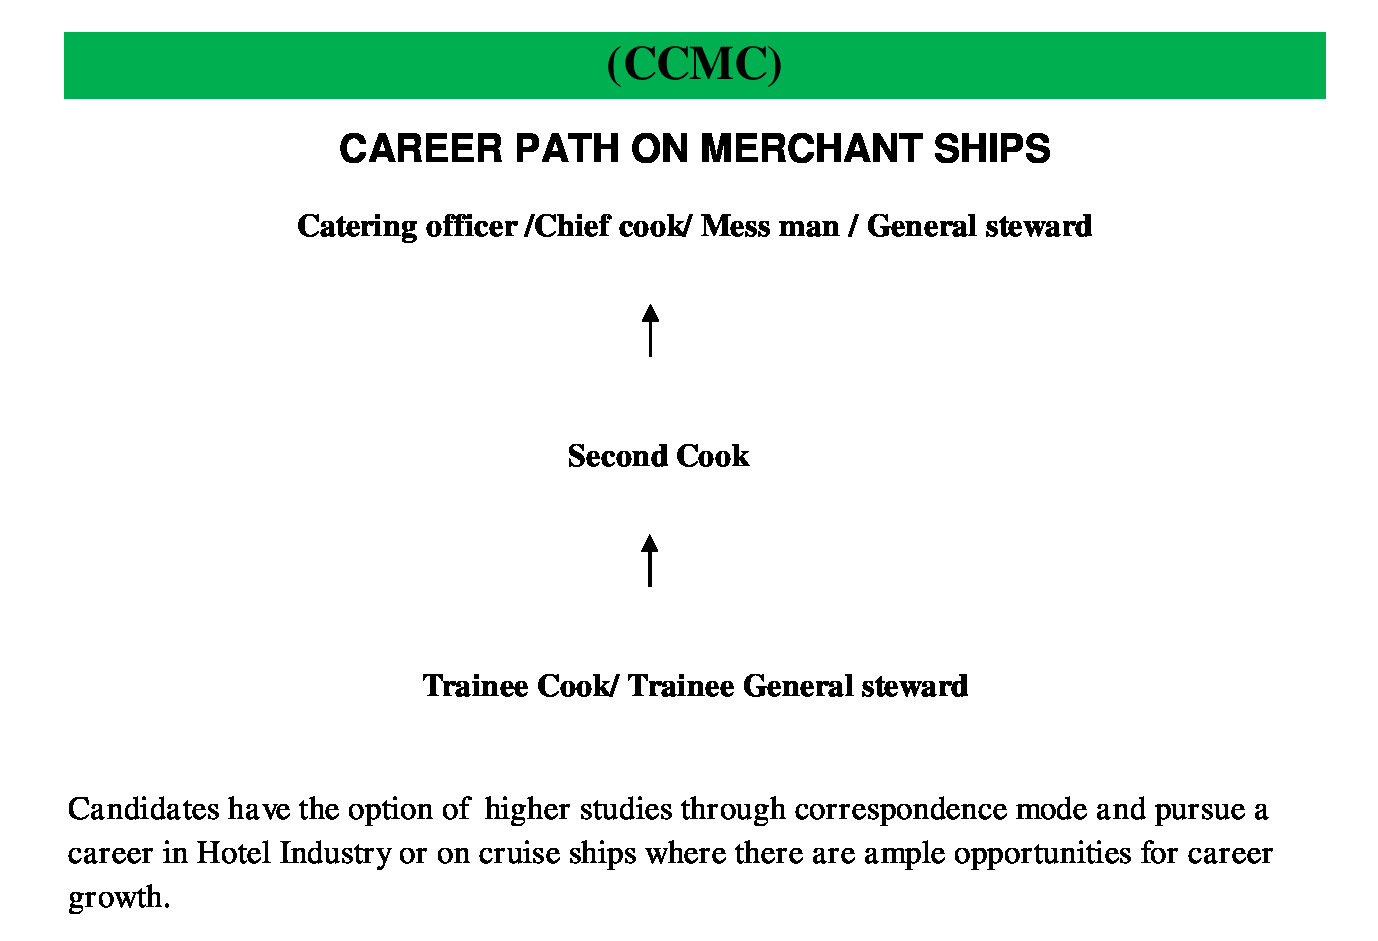 (CCMC)
CAREER PATH ON MERCHANT SHIPS
Catering officer /Chief cook/ Mess man / General steward
Second Cook
Trainee Cook/ Trainee General steward
Candidates have the option of  higher studies through correspondence mode and pursue a
career in Hotel Industry or on cruise ships where there are ample opportunities for career
growth.